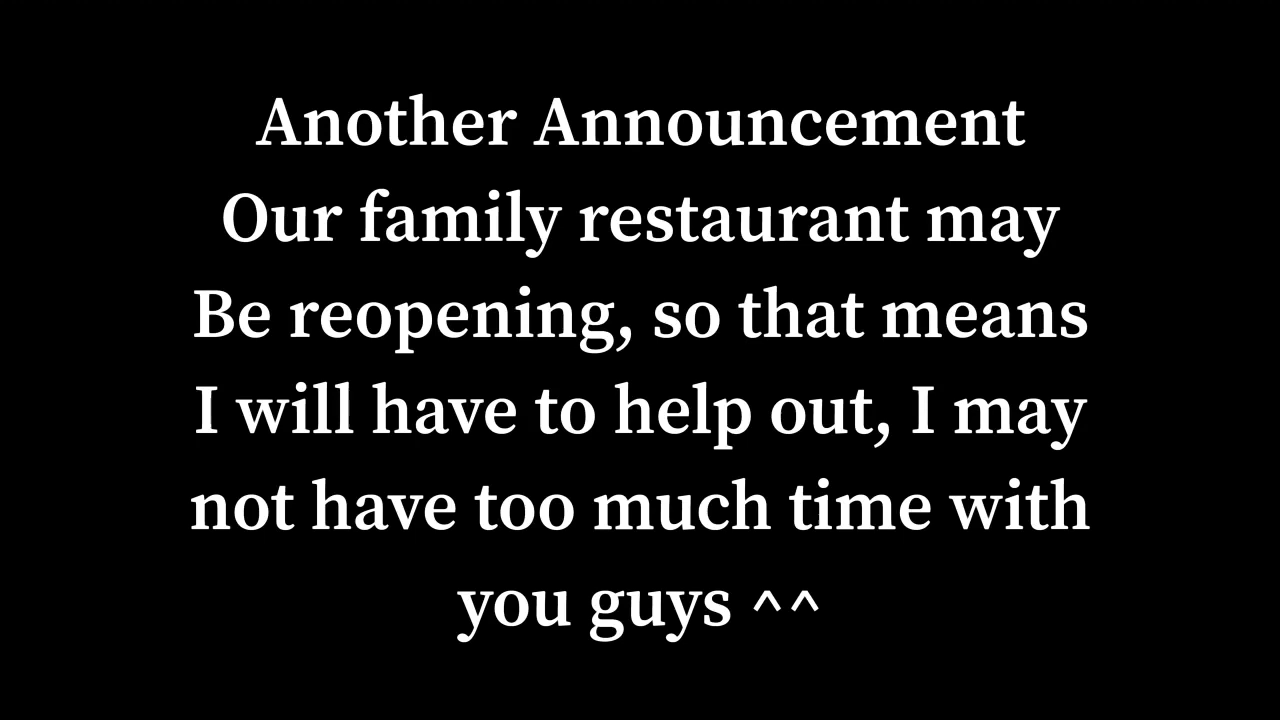 Another Announcement
Our family restaurant may
Be reopening, so that means
I will have to help out, I may
not have too much time with
you guys ^^